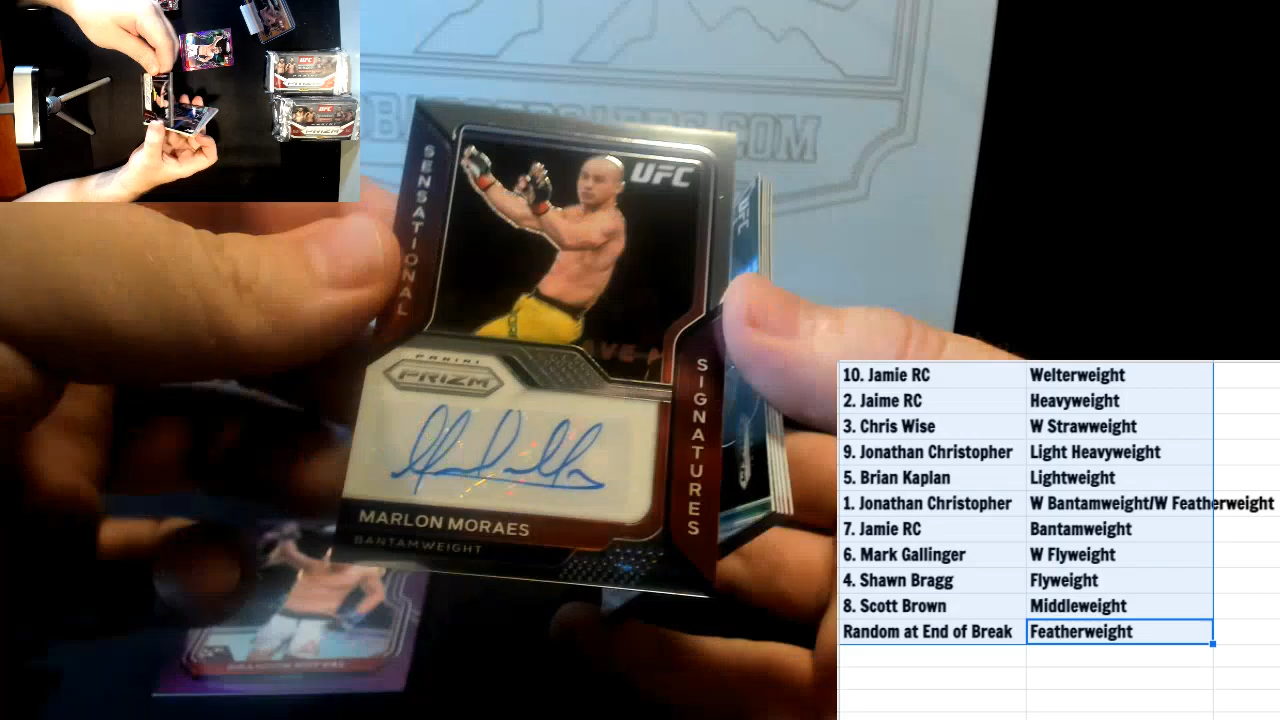 SENSATIONAL
UFC
PANINI
PRIZM
SIGNATURES
MARLON MORAES
BANTAMWEIGHT
UFC
UFC
PRIZM
10. Jamie RC Welterweight
2. Jaime RC Heavyweight
3. Chris Wise W Strawweight
9. Jonathan Christopher Light Heavyweight
5. Brian Kaplan Lightweight
1. Jonathan Christopher W Bantamweight/W Featherweight
7. Jamie RC Bantamweight
6. Mark Gallinger W Flyweight
4. Shawn Bragg Flyweight
8. Scott Brown Middleweight
Random at End of Break Featherweight